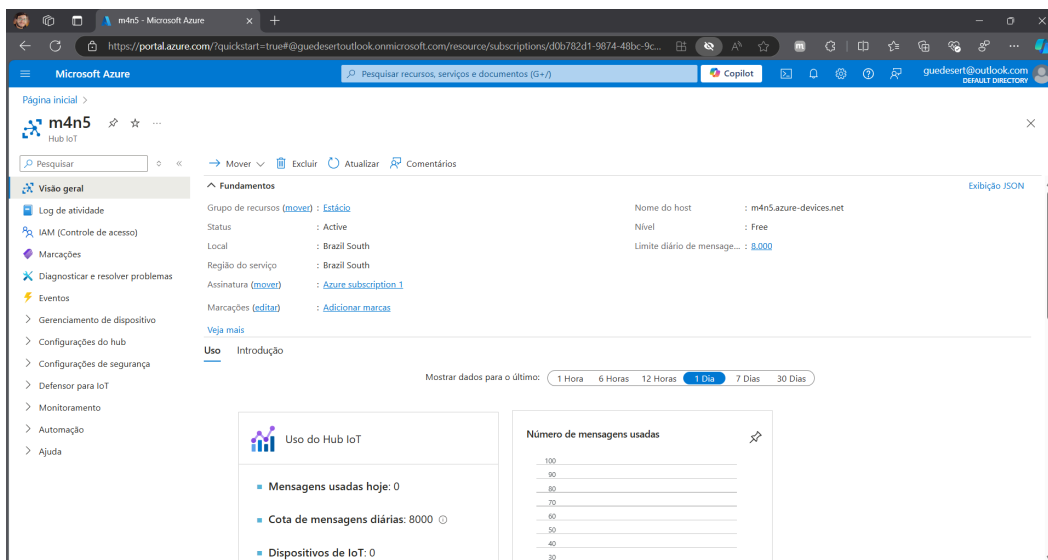 m4n5 - Microsoft Azure
https://portal.azure.com/?quickstart=true#@guedesertoutlook.onmicrosoft.com/resource/subscriptions/d0b782d1-9874-48bc-9c...
Microsoft Azure
Pesquisar recursos, serviços e documentos (G+/)
Copilot
guedesert@outlook.com
DEFAULT DIRECTORY
Página inicial >
m4n5
Hub IoT
Pesquisar
Mover
Excluir
Atualizar
Comentários
Visão geral
Log de atividade
IAM (Controle de acesso)
Marcações
Diagnosticar e resolver problemas
Eventos
Gerenciamento de dispositivo
Configurações do hub
Configurações de segurança
Defensor para IoT
Monitoramento
Automação
Ajuda
Fundamentos
Exibição JSON
Grupo de recursos (mover) : Estácio
Status : Active
Local : Brazil South
Região do serviço : Brazil South
Assinatura (mover) : Azure subscription 1
Marcações (editar) : Adicionar marcas
Nome do host : m4n5.azure-devices.net
Nível : Free
Limite diário de mensage... : 8,000
Veja mais
Uso Introdução
Mostrar dados para o último: 1 Hora 6 Horas 12 Horas 1 Dia 7 Dias 30 Dias
Uso do Hub IoT
Mensagens usadas hoje: 0
Cota de mensagens diárias: 8000
Dispositivos de IoT: 0
Número de mensagens usadas
100
90
80
70
60
50
40
30